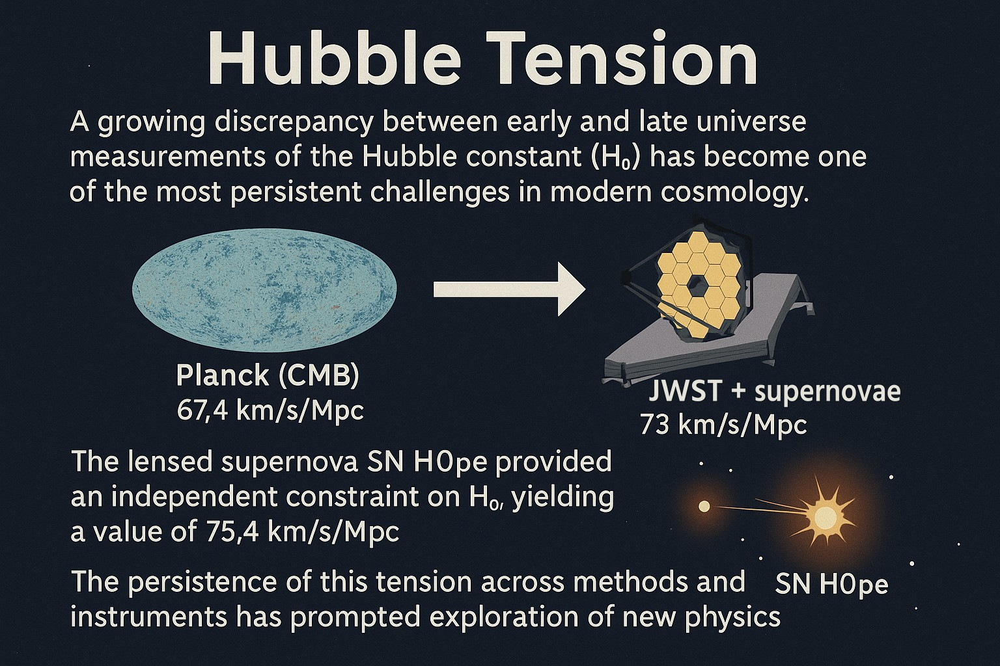 Hubble Tension
A growing discrepancy between early and late universe
measurements of the Hubble constant (H₀) has become one
of the most persistent challenges in modern cosmology.
Planck (CMB)
67,4 km/s/Mpc
JWST + supernovae
73 km/s/Mpc
The lensed supernova SN H0pe provided
an independent constraint on H₀, yielding
a value of 75,4 km/s/Mpc
SN H0pe
The persistence of this tension across methods and
instruments has prompted exploration of new physics